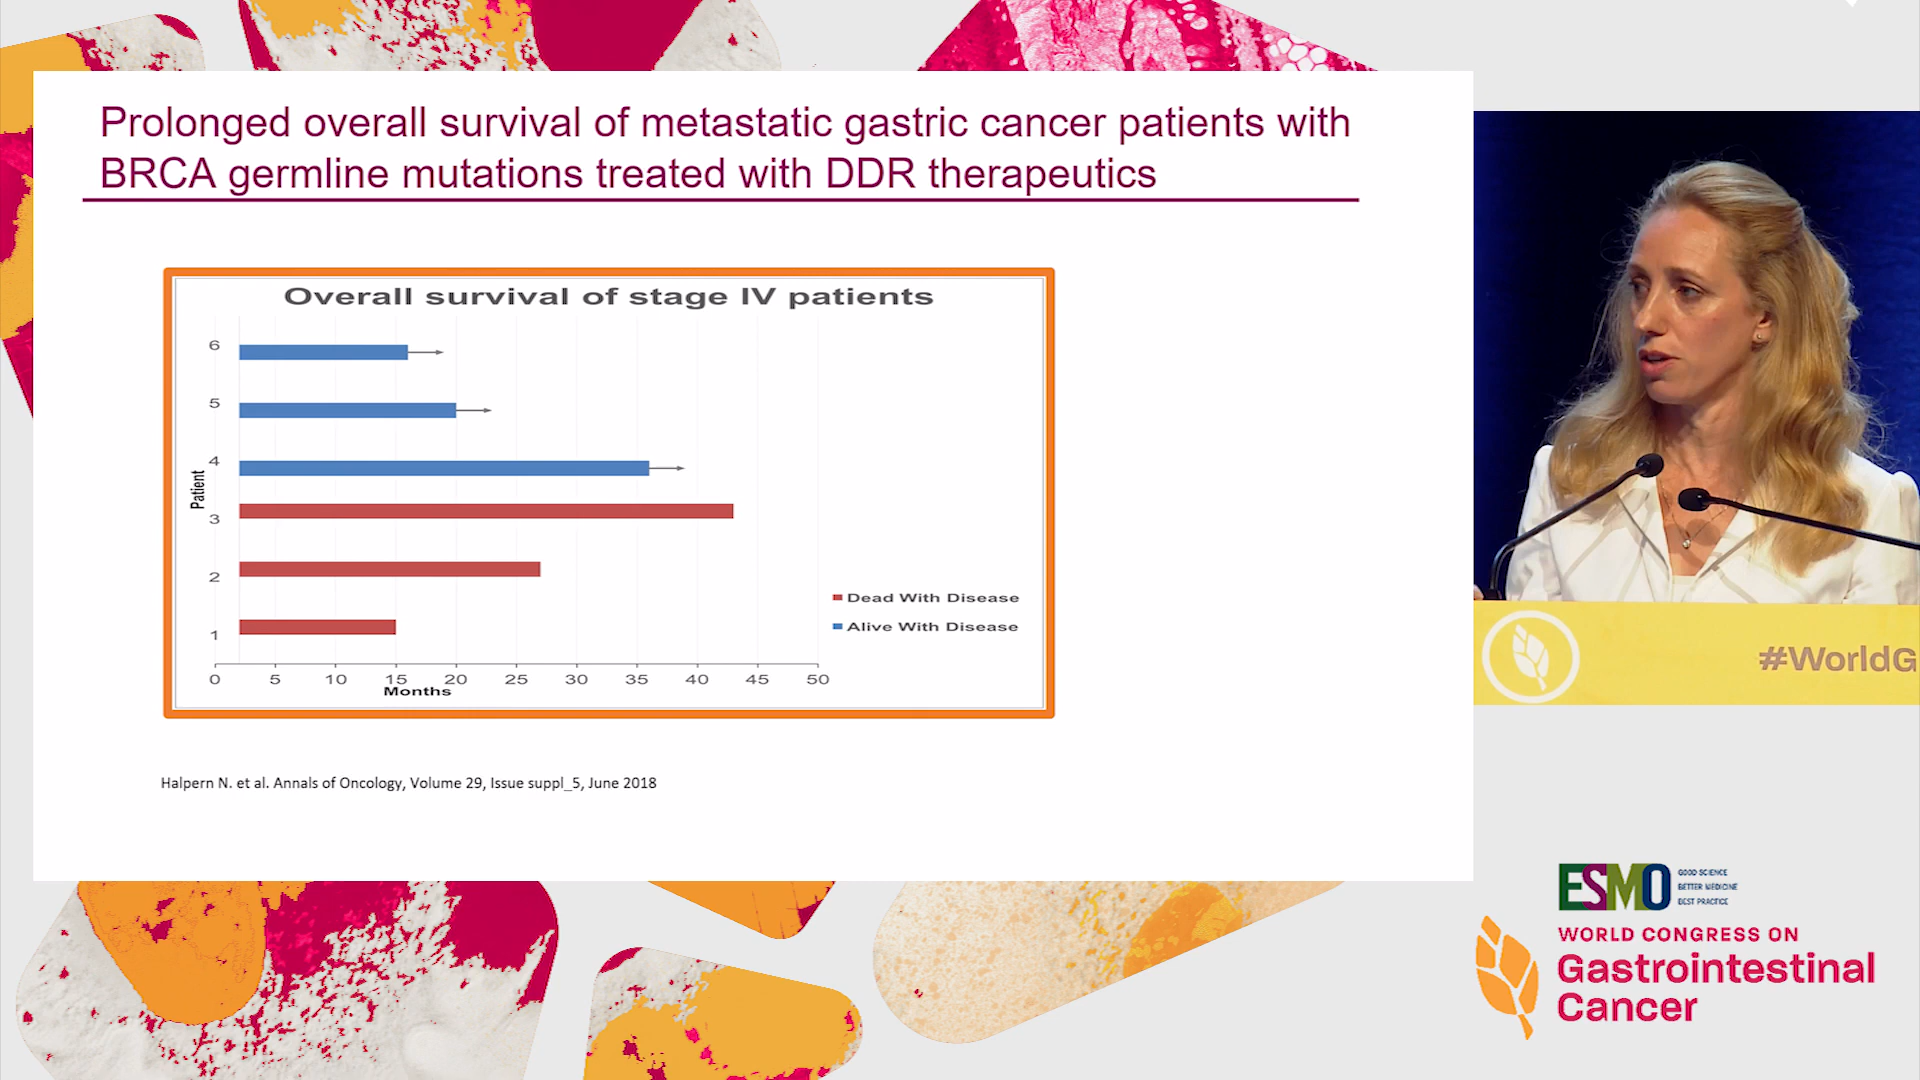 Prolonged overall survival of metastatic gastric cancer patients with
BRCA germline mutations treated with DDR therapeutics
Overall survival of stage IV patients
6
5
4
Patient
3
2
1
Dead With Disease
Alive With Disease
0 5 10 15 20 25 30 35 40 45 50
Months
Halpern N. et al. Annals of Oncology, Volume 29, Issue suppl_5, June 2018
#WorldG
ESMO
GOOD SCIENCE
BETTER MEDICINE
BEST PRACTICE
WORLD CONGRESS ON
Gastrointestinal
Cancer